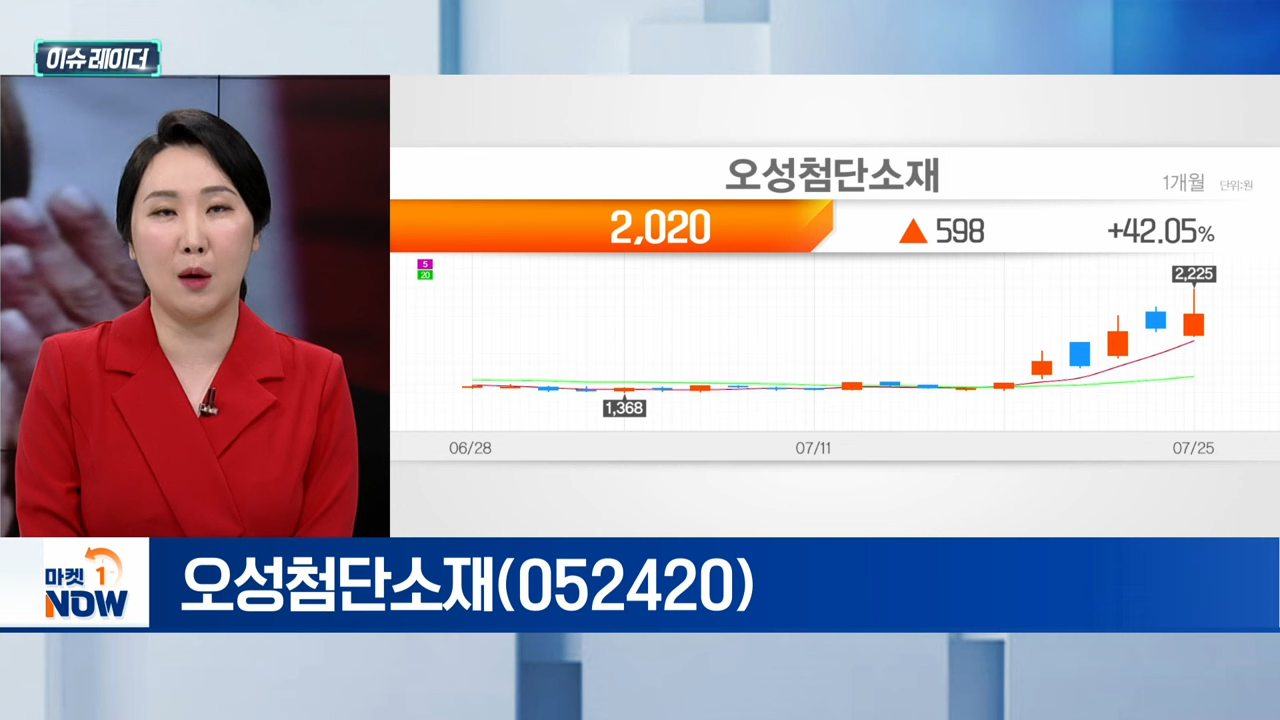 이슈 레이더
오성첨단소재
1개월 단위:원
2,020 ▲ 598 +42.05%
5
20
2,225
1,368
06/28 07/11 07/25
마켓 1
NOW
오성첨단소재(052420)